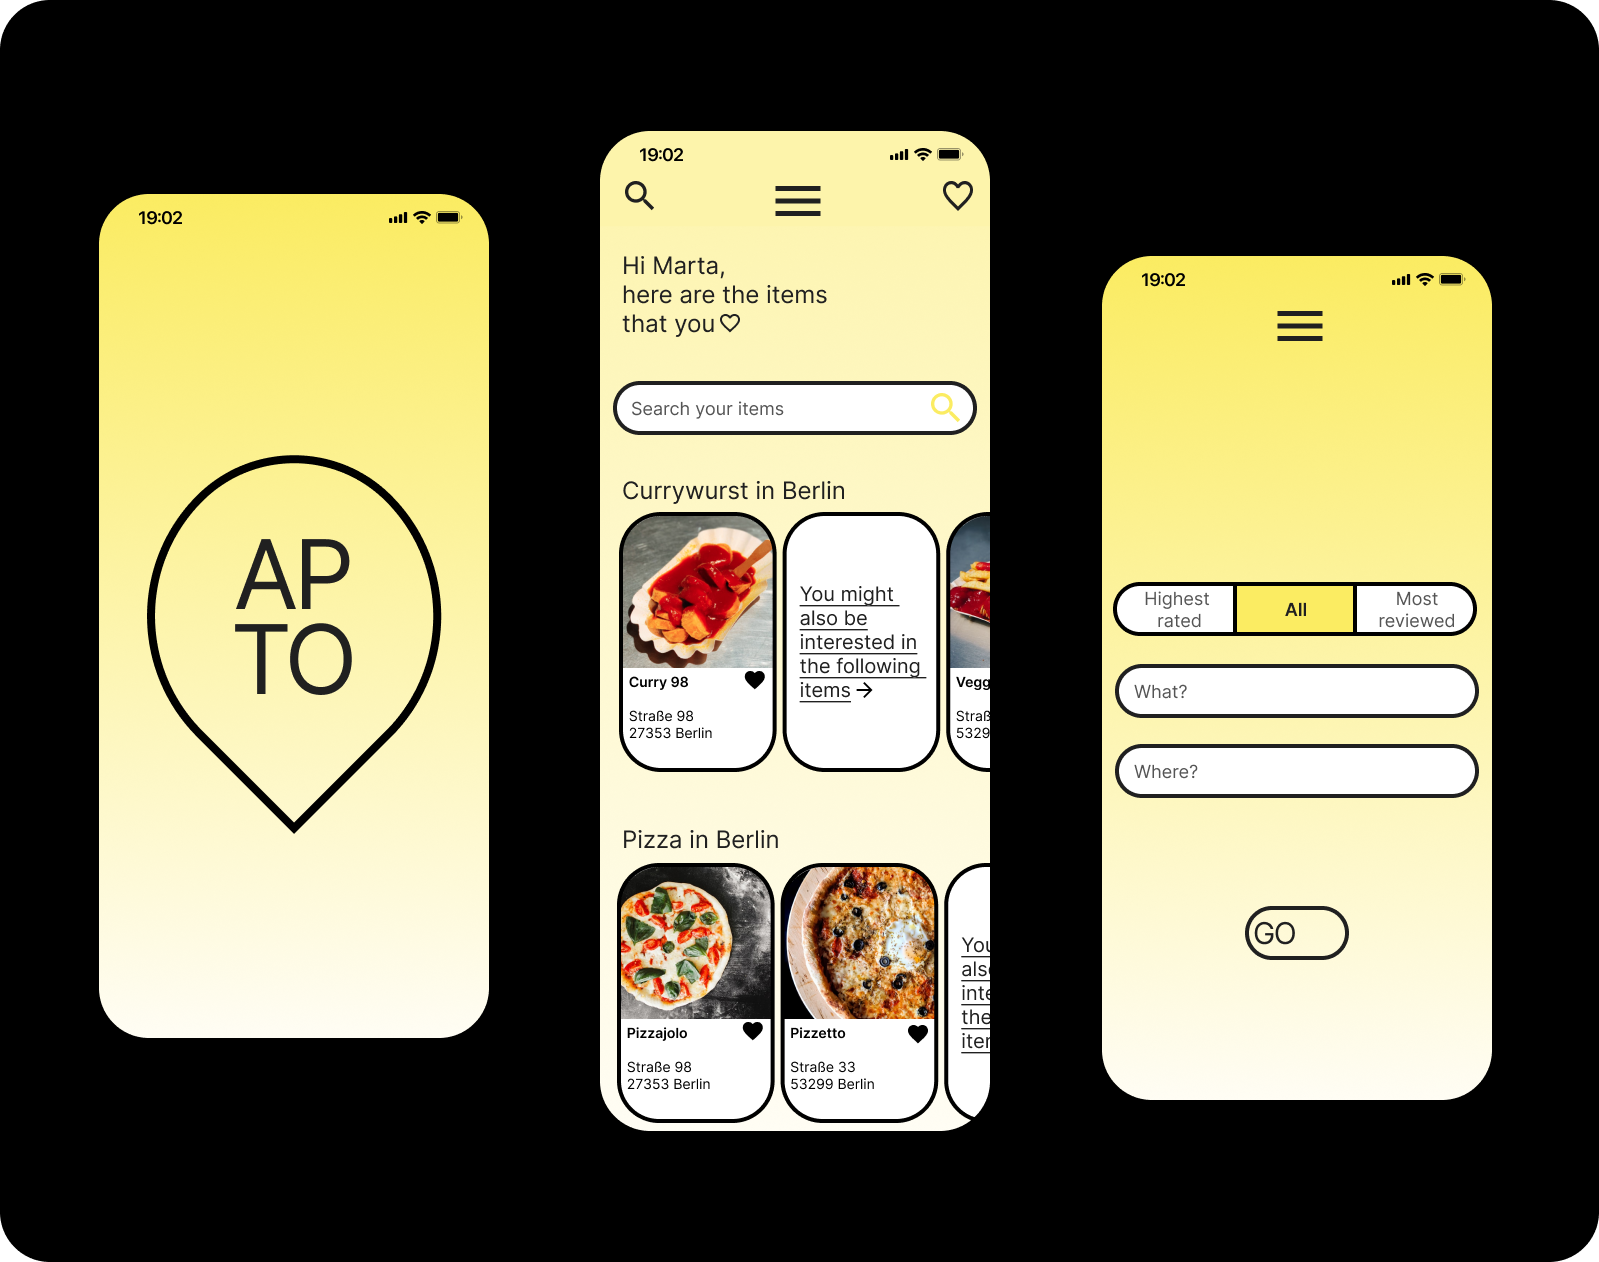 19:02
AP
TO
19:02
Hi Marta,
here are the items
that you
Search your items
Currywurst in Berlin
Curry 98
Straße 98
27353 Berlin
You might
also be
interested in
the following
items
Vegg
Straß
5329
Pizza in Berlin
Pizzajolo
Straße 98
27353 Berlin
Pizzetto
Straße 33
53299 Berlin
You
also
inte
the
iter
19:02
Highest
rated
All
Most
reviewed
What?
Where?
GO